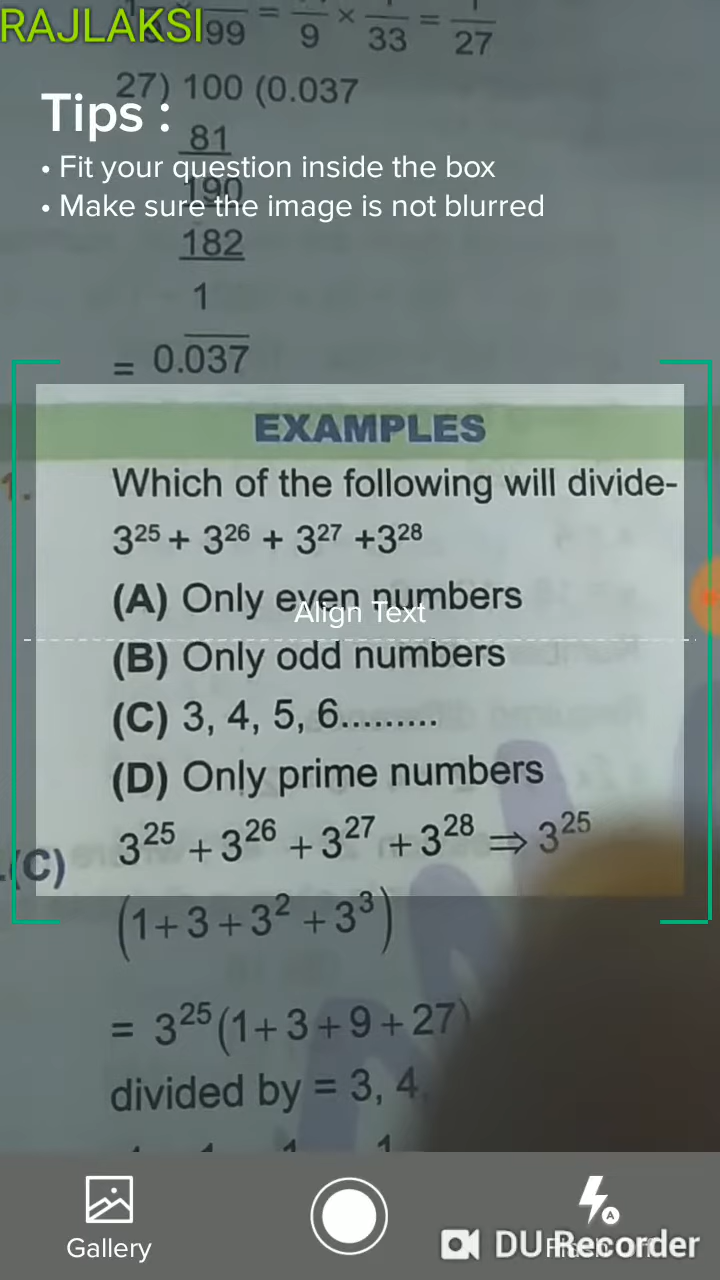 RAJLAKSI
99 = 9 × 33 = 1/27
27) 100 (0.037
Tips :
81
• Fit your question inside the box
190
• Make sure the image is not blurred
182
1
= 0.037
EXAMPLES
1. Which of the following will divide-
3²⁵ + 3²⁶ + 3²⁷ +3²⁸
(A) Only even numbers
Align Text
(B) Only odd numbers
(C) 3, 4, 5, 6.........
(D) Only prime numbers
.(C) 3²⁵ + 3²⁶ + 3²⁷ + 3²⁸ ⇒ 3²⁵
(1+3+3² +3³)
= 3²⁵(1+3+9+27)
divided by = 3, 4
Gallery
DU Recorder